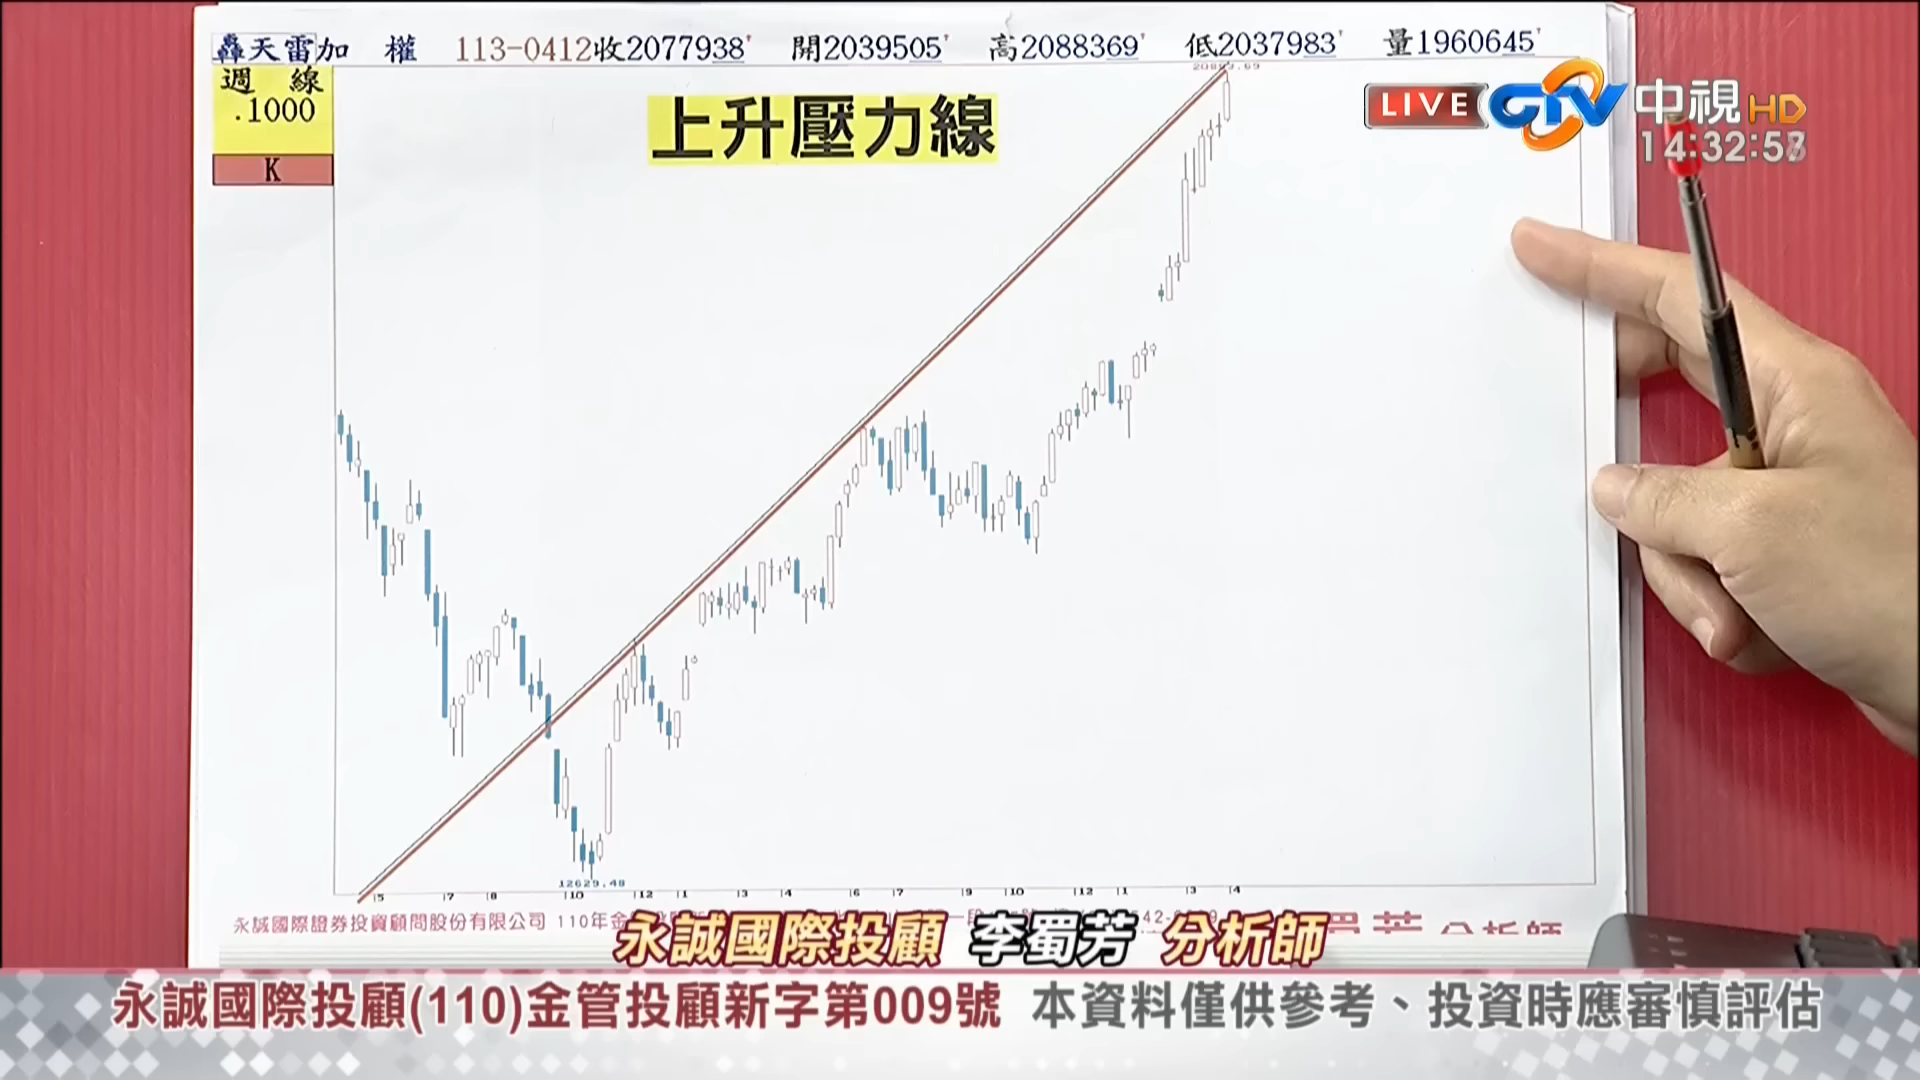 轟天雷加 權 113-0412收2077938' 開2039505' 高2088369' 低2037983' 量1960645'
週 線
.1000
K
上升壓力線
LIVE CTV 中視HD
14:32:58
12629.48
5 7 8 10 12 1 3 4 6 7 9 10 12 1 3 4
永誠國際證券投資顧問股份有限公司 110年金
永誠國際投顧 李蜀芳 分析師
永誠國際投顧(110)金管投顧新字第009號 本資料僅供參考、投資時應審慎評估